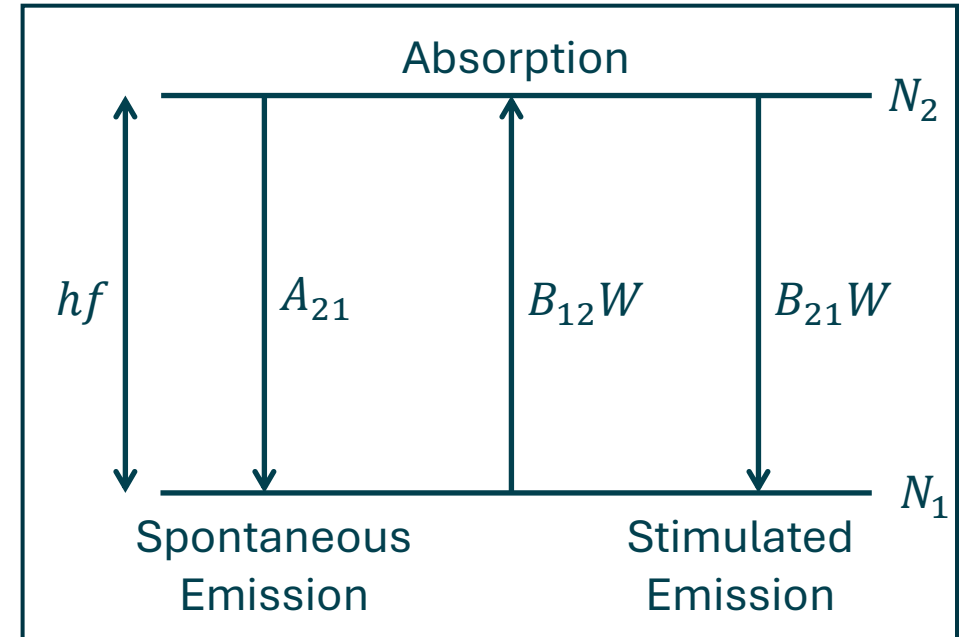 Absorption
N₂
hf
A₂₁
B₁₂W
B₂₁W
N₁
Spontaneous
Emission
Stimulated
Emission